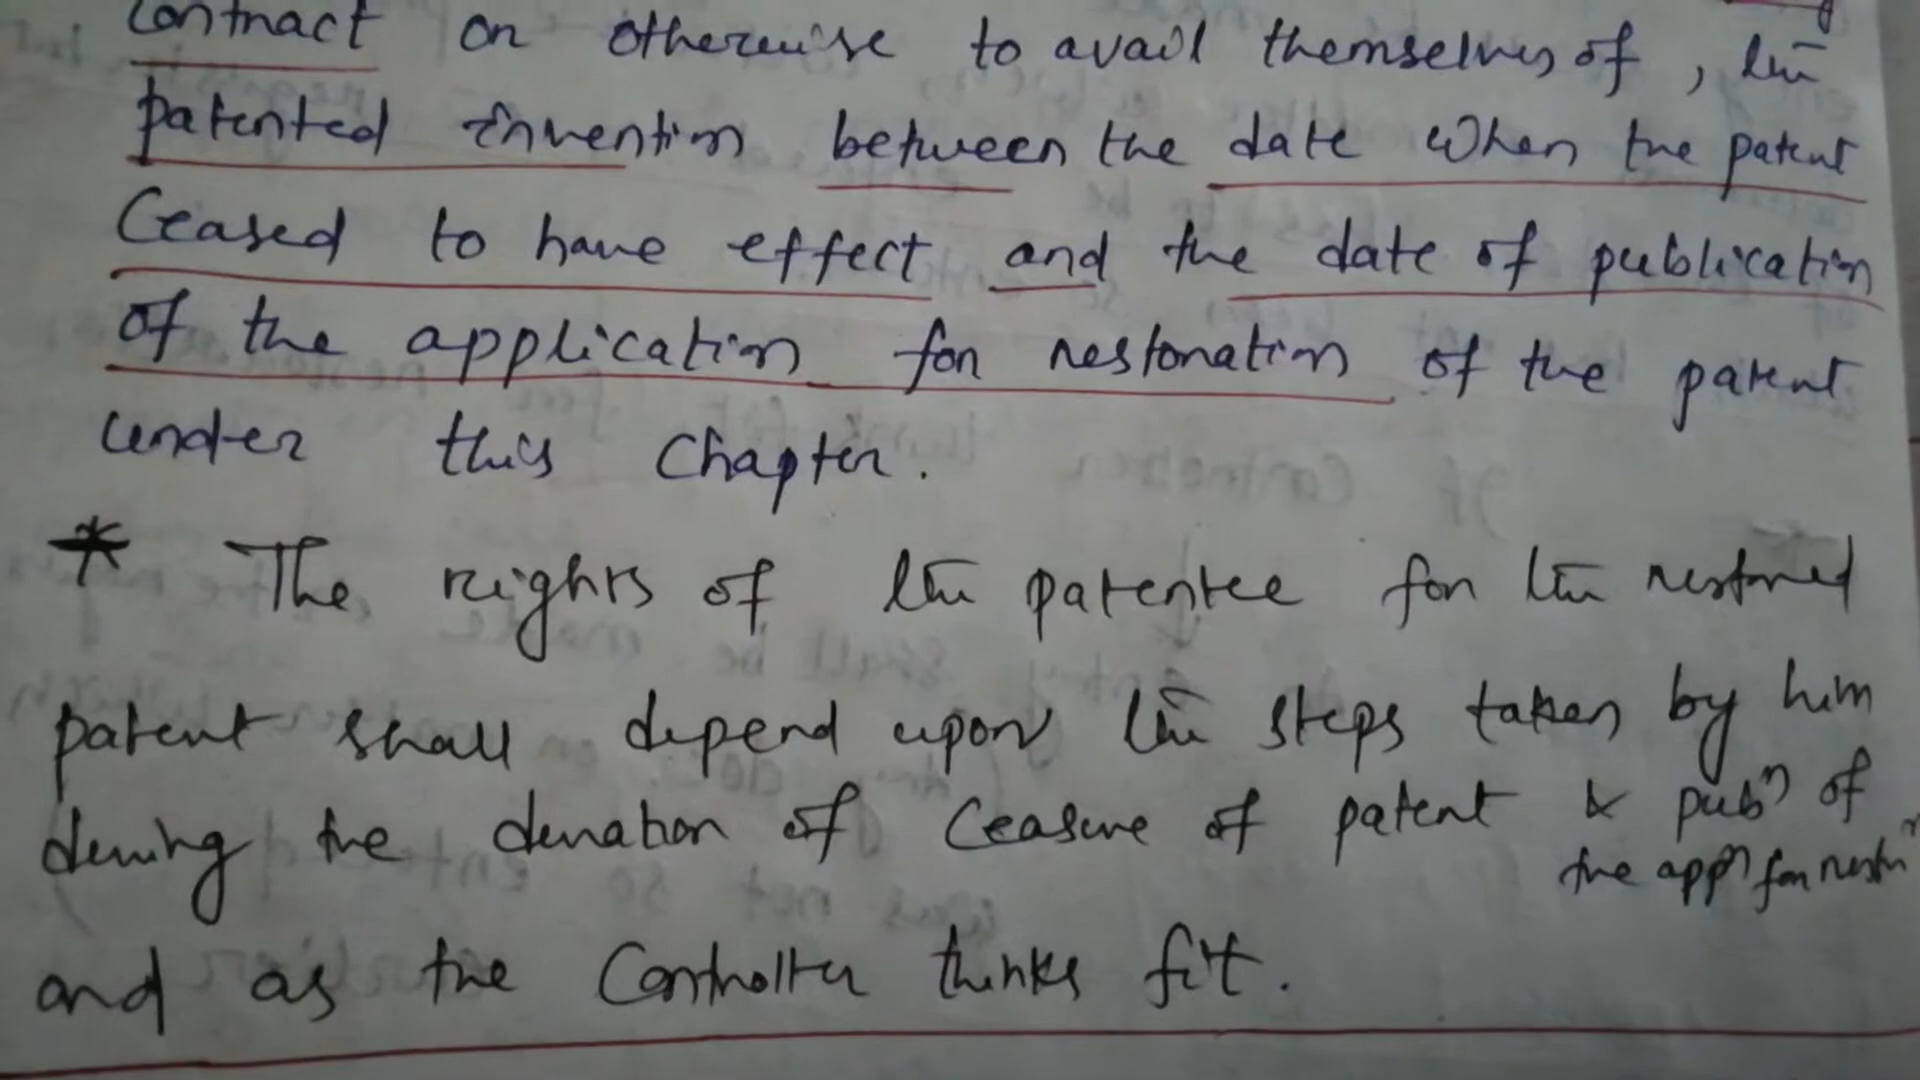 contract or otherwise to avail themselves of, the
patented invention between the date when the patent
ceased to have effect and the date of publication
of the application for restoration of the patent
under this Chapter.
* The rights of the patentee for the restored
patent shall depend upon the steps taken by him
during the duration of ceasure of patent & pubⁿ of
the appⁿ for restⁿ
and as the Controller thinks fit.